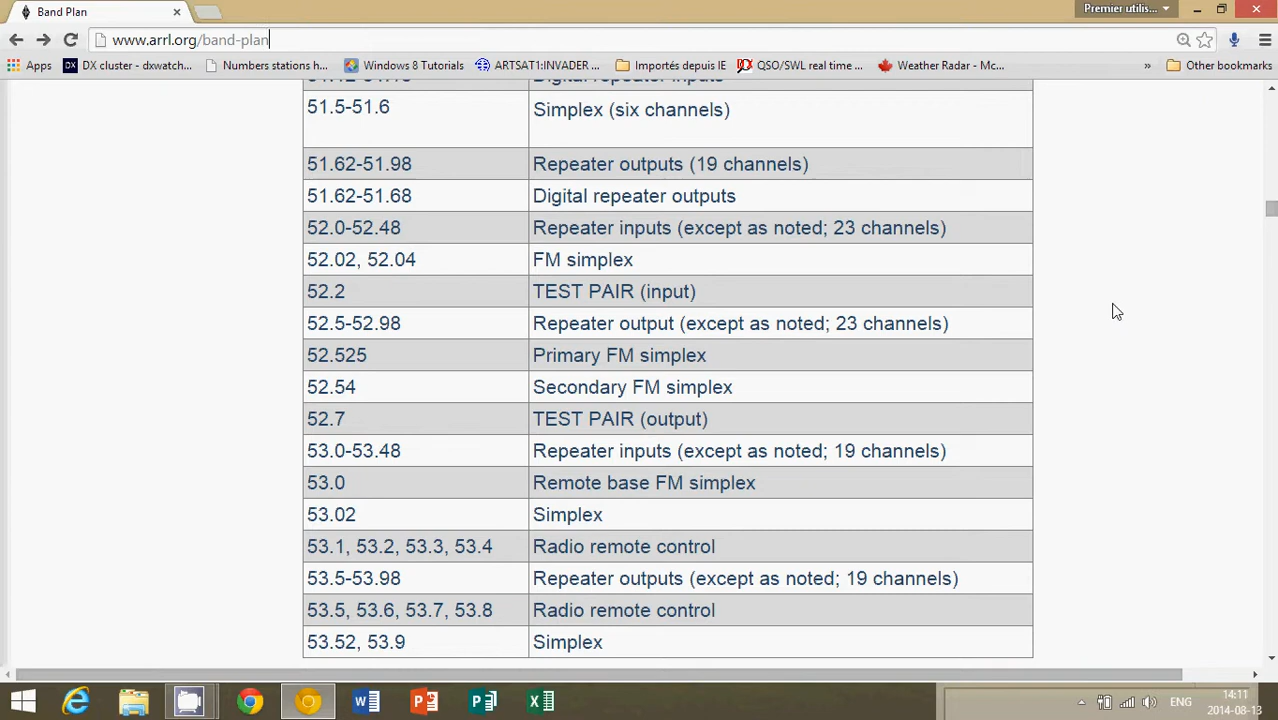 Band Plan
Premier utilis...
www.arrl.org/band-plan
Apps
DX cluster - dxwatch...
Numbers stations h...
Windows 8 Tutorials
ARTSAT1:INVADER ...
Importés depuis IE
QSO/SWL real time ...
Weather Radar - Mc...
»
Other bookmarks
51.5-51.6 Simplex (six channels)
51.62-51.98 Repeater outputs (19 channels)
51.62-51.68 Digital repeater outputs
52.0-52.48 Repeater inputs (except as noted; 23 channels)
52.02, 52.04 FM simplex
52.2 TEST PAIR (input)
52.5-52.98 Repeater output (except as noted; 23 channels)
52.525 Primary FM simplex
52.54 Secondary FM simplex
52.7 TEST PAIR (output)
53.0-53.48 Repeater inputs (except as noted; 19 channels)
53.0 Remote base FM simplex
53.02 Simplex
53.1, 53.2, 53.3, 53.4 Radio remote control
53.5-53.98 Repeater outputs (except as noted; 19 channels)
53.5, 53.6, 53.7, 53.8 Radio remote control
53.52, 53.9 Simplex
ENG
14:11
2014-08-13